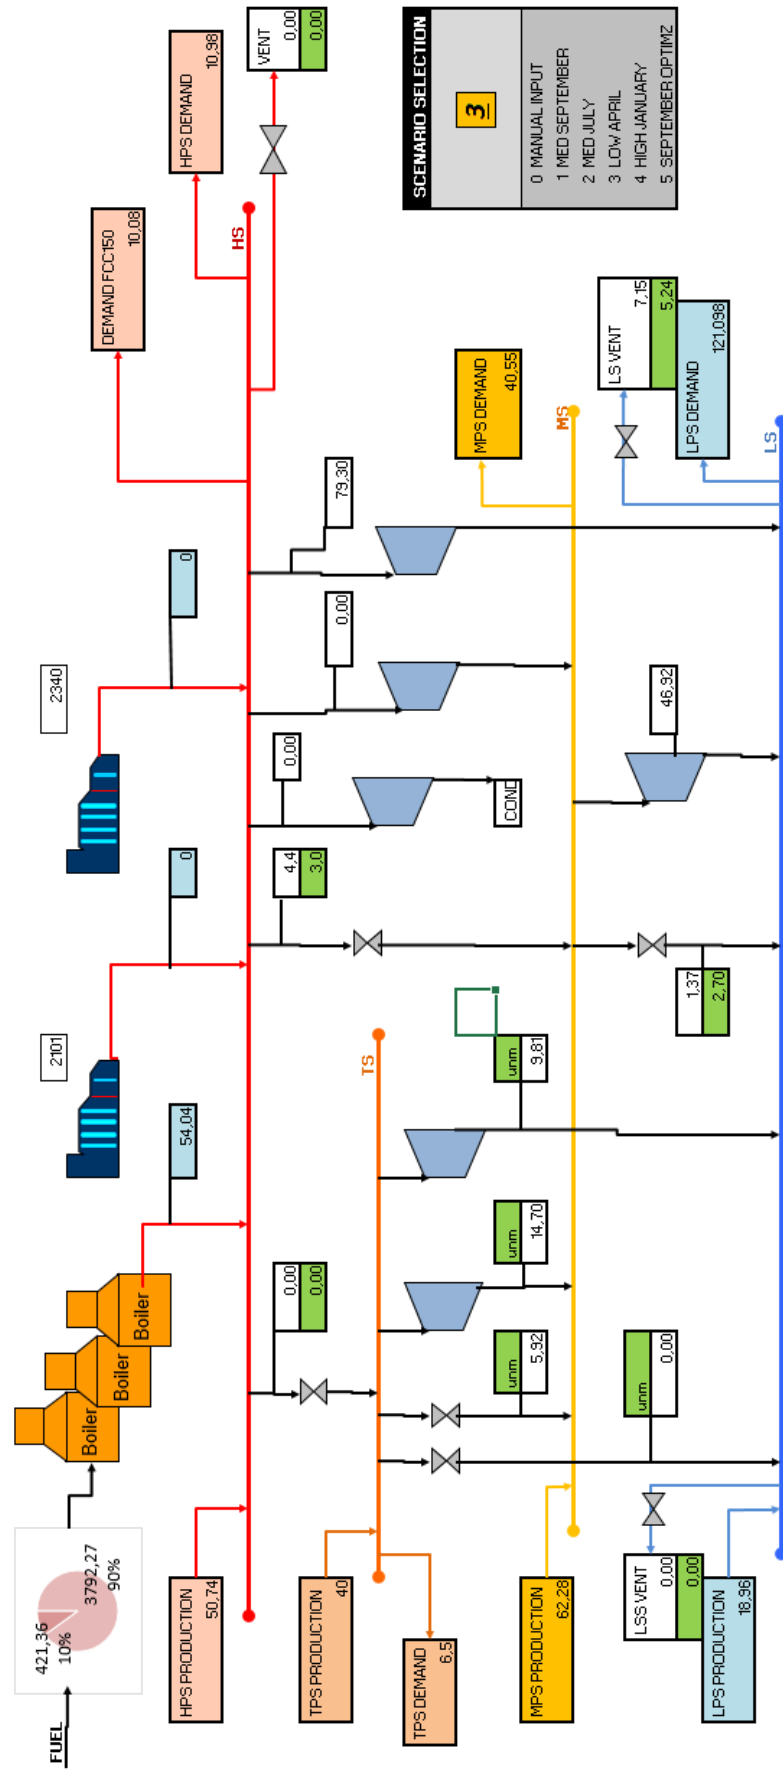 FUEL
421,36
10%
3792,27
90%
Boiler
Boiler
Boiler
2101
2340
54,04
0
0
DEMAND FCC150
10,08
HPS DEMAND
10,98
VENT
0,00
0,00
HPS PRODUCTION
50,74
HS
0,00
0,00
4,4
3,0
0,00
0,00
79,30
SCENARIO SELECTION
3
0 MANUAL INPUT
1 MED SEPTEMBER
2 MED JULY
3 LOW APRIL
4 HIGH JANUARY
5 SEPTEMBER OPTIMZ
TPS PRODUCTION
40
TS
TPS DEMAND
6,5
COND
MPS DEMAND
40,55
unm
5,92
unm
14,70
unm
9,81
MPS PRODUCTION
62,28
MS
LSS VENT
0,00
0,00
unm
0,00
1,37
2,70
46,92
LS VENT
7,15
5,24
LPS DEMAND
121,098
LPS PRODUCTION
18,96
LS